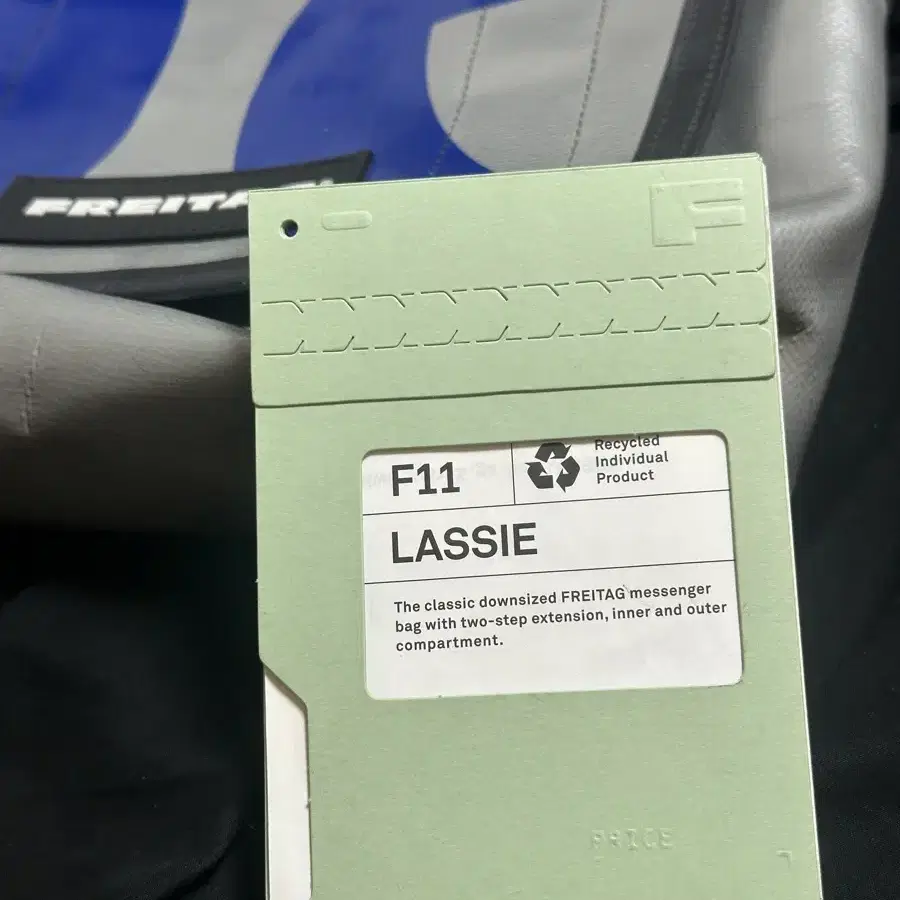 FREITAG
F
F11
Recycled
Individual
Product
LASSIE
The classic downsized FREITAG messenger
bag with two-step extension, inner and outer
compartment.
PRICE